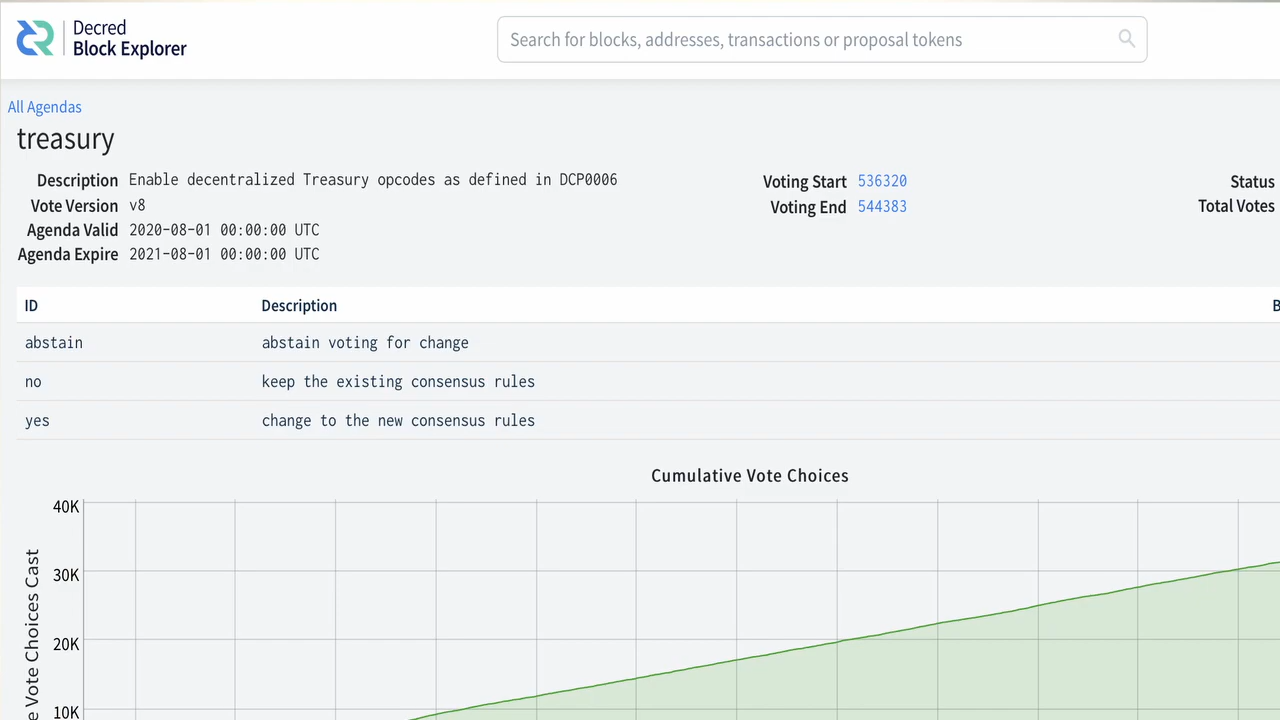 Decred
Block Explorer
Search for blocks, addresses, transactions or proposal tokens
All Agendas
treasury
Description Enable decentralized Treasury opcodes as defined in DCP0006
Vote Version v8
Agenda Valid 2020-08-01 00:00:00 UTC
Agenda Expire 2021-08-01 00:00:00 UTC
Voting Start 536320
Voting End 544383
Status
Total Votes
ID Description B
abstain abstain voting for change
no keep the existing consensus rules
yes change to the new consensus rules
Cumulative Vote Choices
40K
30K
20K
10K
e Vote Choices Cast